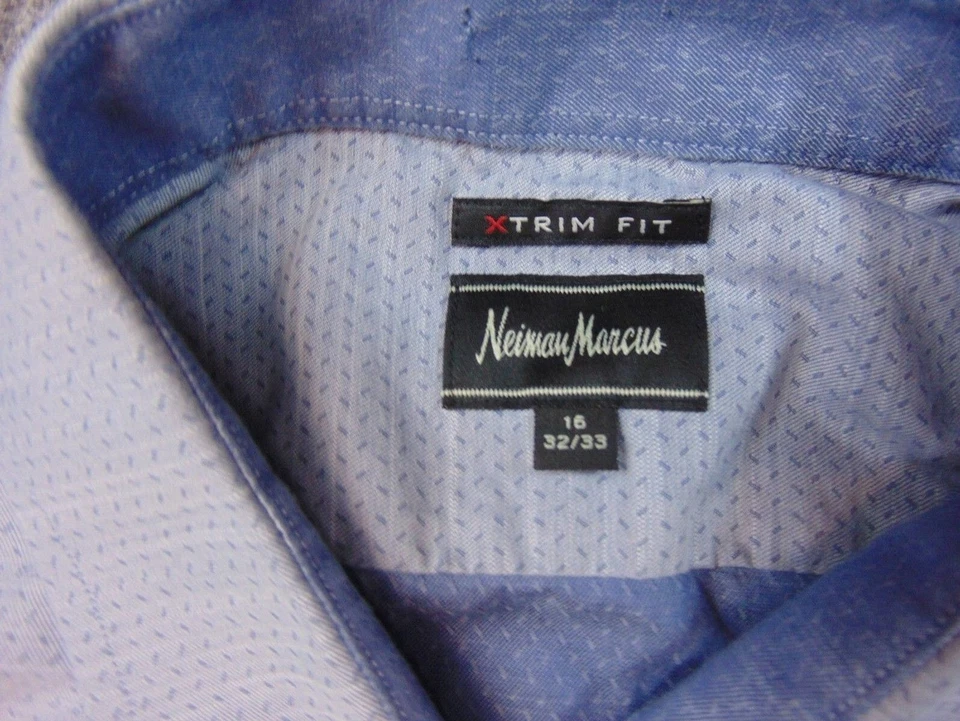 XTRIM FIT
Neiman Marcus
16
32/33